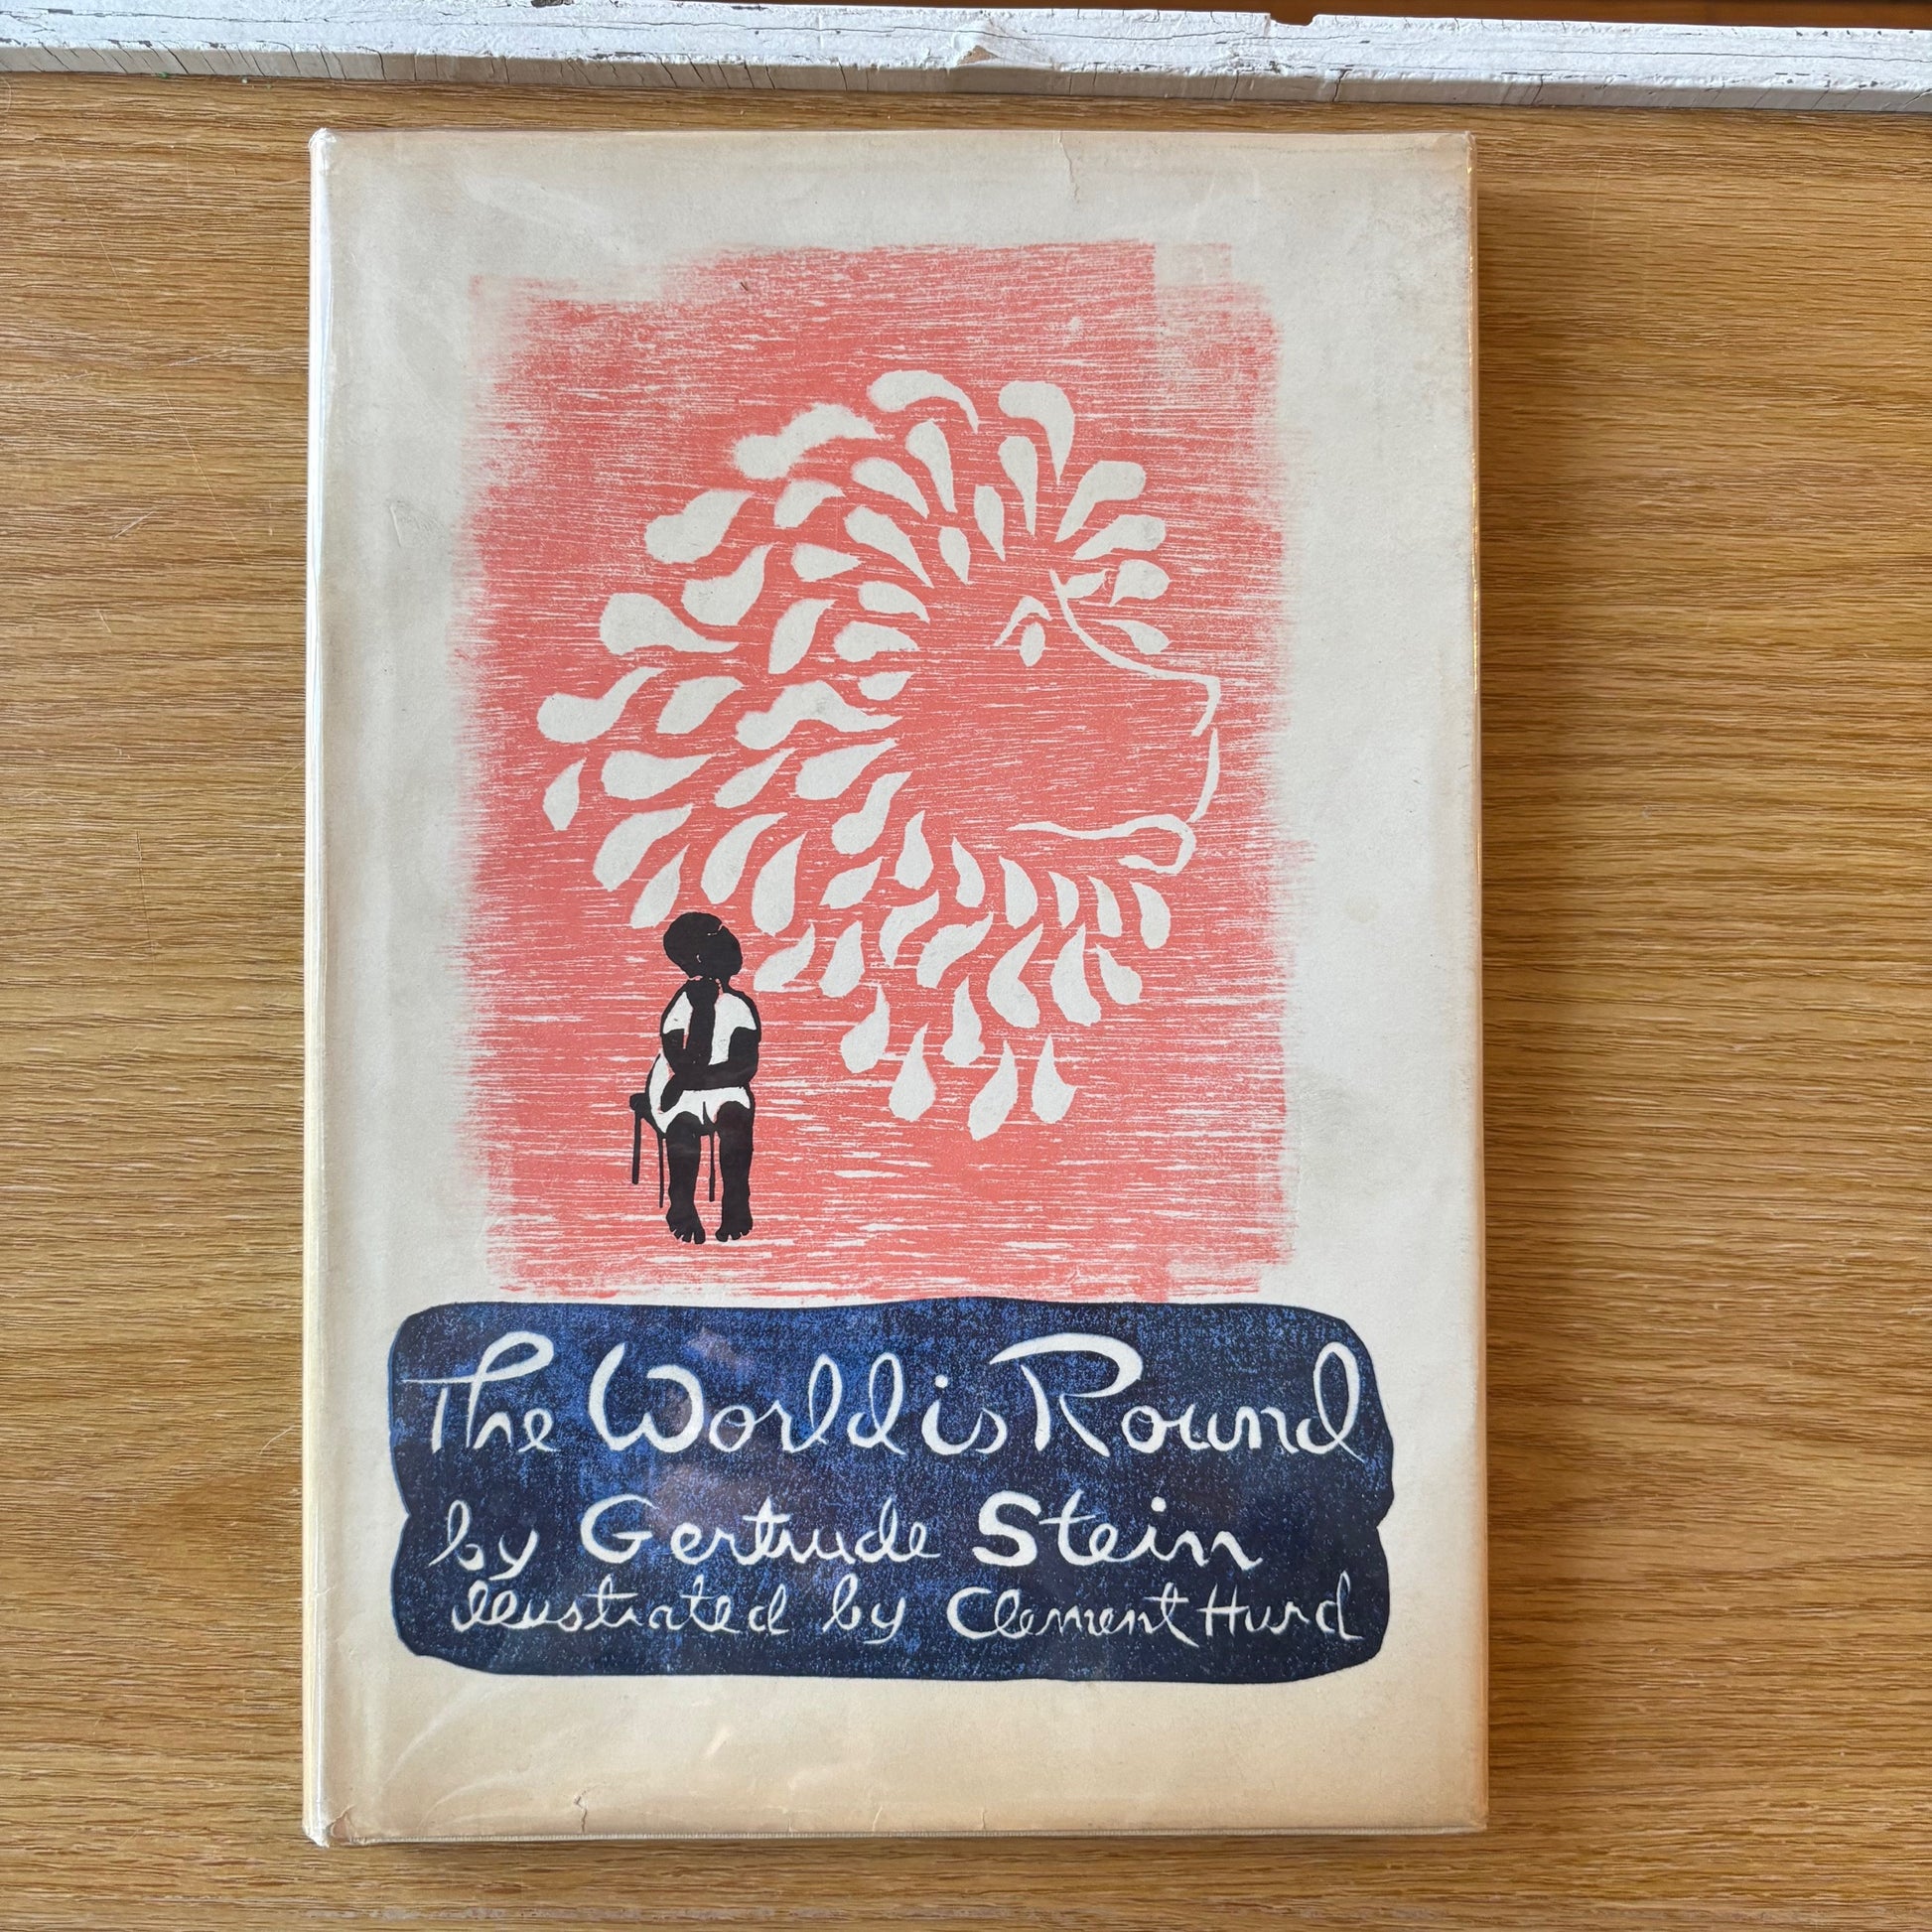 The World is Round
by Gertrude Stein
illustrated by Clement Hurd